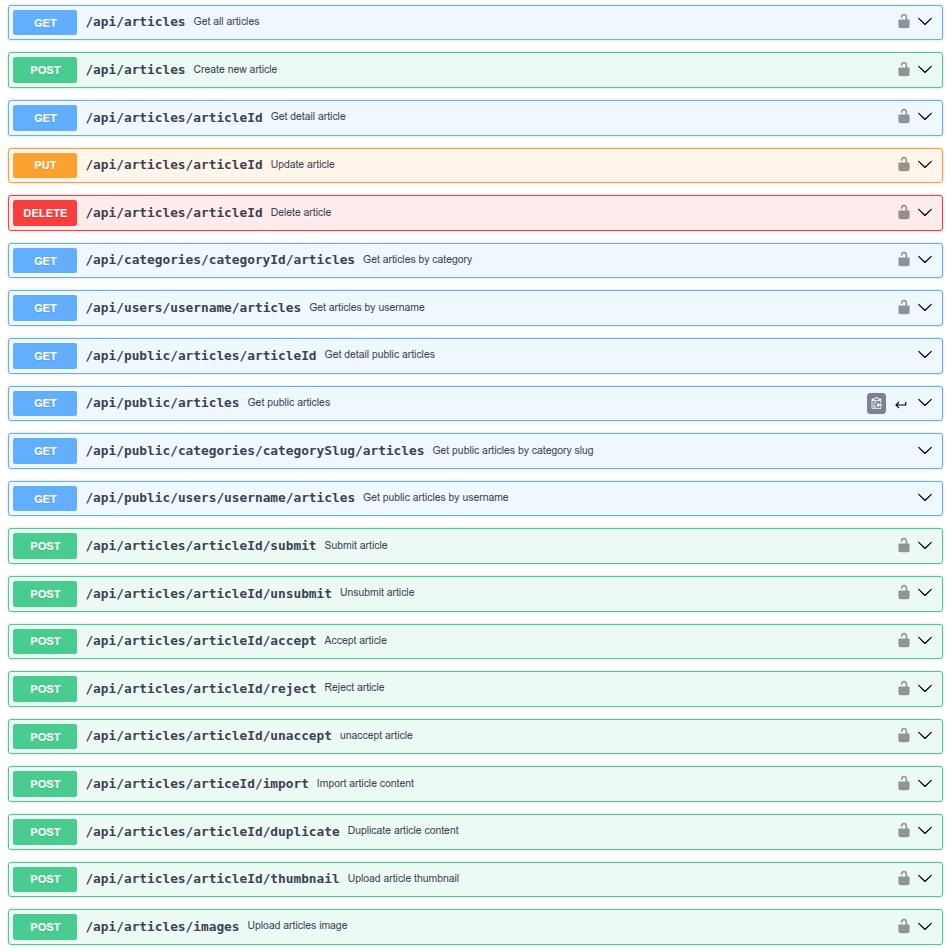 GET /api/articles Get all articles
POST /api/articles Create new article
GET /api/articles/articleId Get detail article
PUT /api/articles/articleId Update article
DELETE /api/articles/articleId Delete article
GET /api/categories/categoryId/articles Get articles by category
GET /api/users/username/articles Get articles by username
GET /api/public/articles/articleId Get detail public articles
GET /api/public/articles Get public articles
GET /api/public/categories/categorySlug/articles Get public articles by category slug
GET /api/public/users/username/articles Get public articles by username
POST /api/articles/articleId/submit Submit article
POST /api/articles/articleId/unsubmit Unsubmit article
POST /api/articles/articleId/accept Accept article
POST /api/articles/articleId/reject Reject article
POST /api/articles/articleId/unaccept unaccept article
POST /api/articles/articeId/import Import article content
POST /api/articles/articleId/duplicate Duplicate article content
POST /api/articles/articleId/thumbnail Upload article thumbnail
POST /api/articles/images Upload articles image